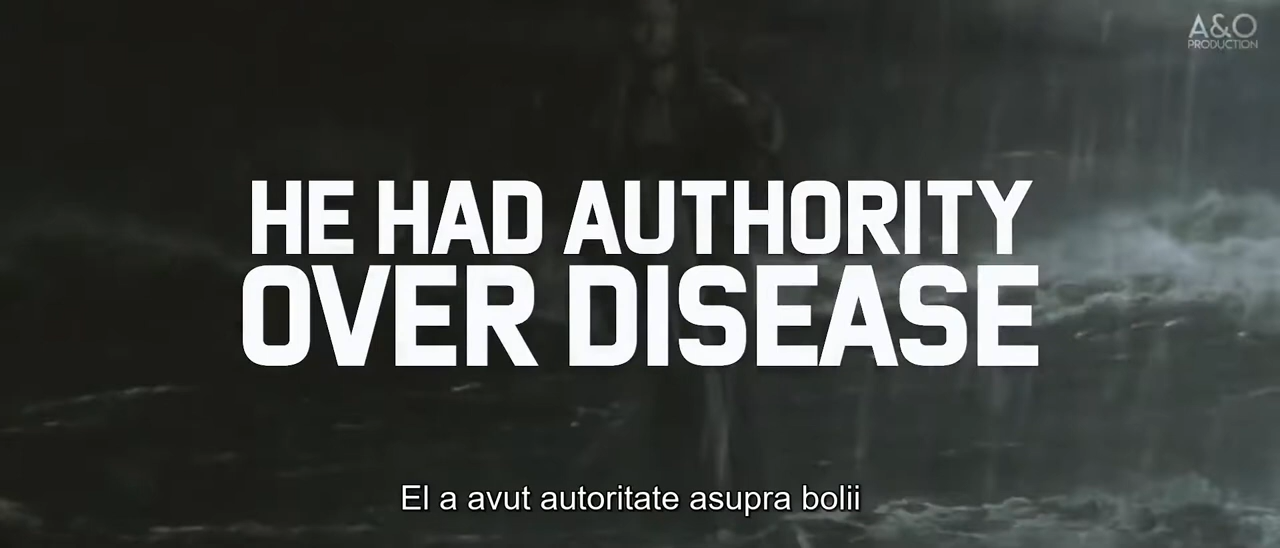 A&O
PRODUCTION
HE HAD AUTHORITY
OVER DISEASE
El a avut autoritate asupra bolii